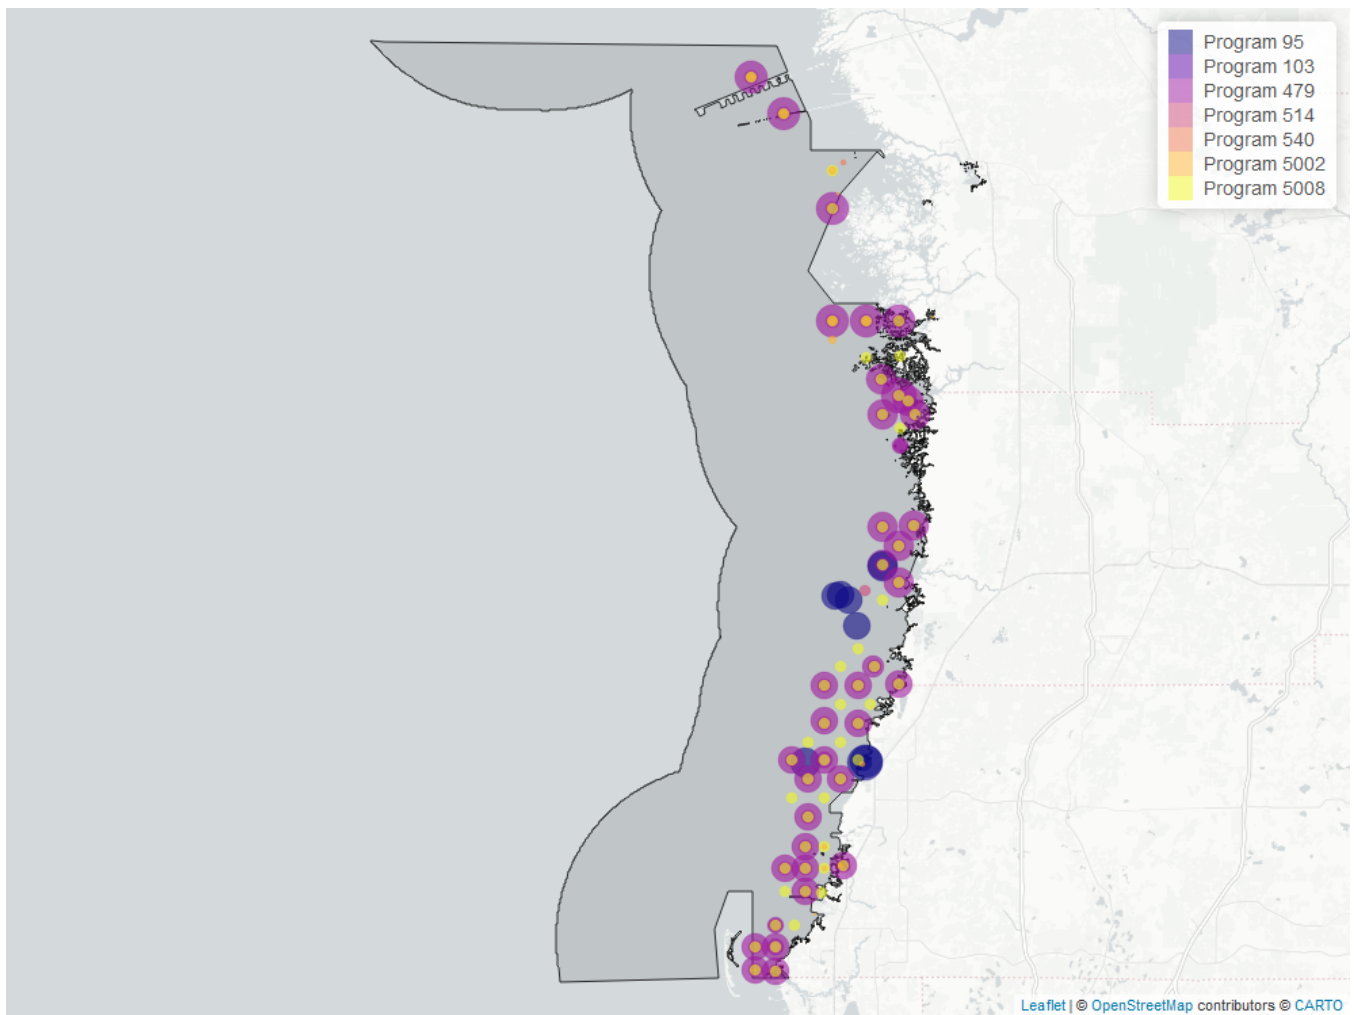 Program 95
Program 103
Program 479
Program 514
Program 540
Program 5002
Program 5008
Leaflet | © OpenStreetMap contributors © CARTO